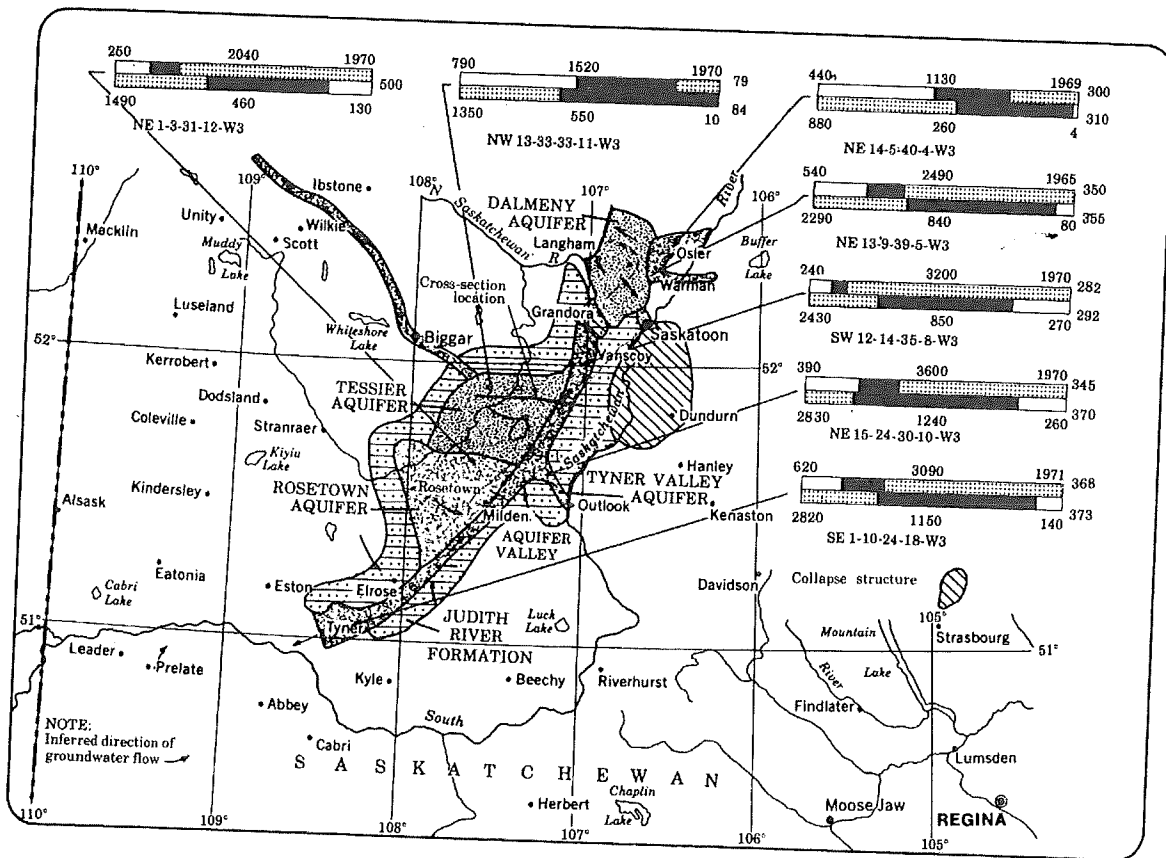 250 2040 1970
500
1490 460 130
NE 1-3-31-12-W3
790 1520 1970
79
84
1350 550 10
NW 13-33-33-11-W3
440 1130 1969
300
310
880 260 4
NE 14-5-40-4-W3
540 2490 1965
350
355
2290 840 80
NE 13-9-39-5-W3
240 3200 1970
282
292
2430 850 270
SW 12-14-35-8-W3
390 3600 1970
345
370
2830 1240 260
NE 15-24-30-10-W3
620 3090 1971
368
373
2820 1150 140
SE 1-10-24-18-W3
110°
109°
108°
107°
106°
Macklin
Unity
Ibstone
Wilkie
Scott
Muddy
Lake
N Saskatchewan R
DALMENY
AQUIFER
Langham
River
Osler
Warman
Buffer
Lake
Luseland
Whiteshore
Lake
Cross-section
location
Grandora
Saskatoon
52°
Biggar
Vanscoy
52°
Kerrobert
TESSIER
AQUIFER
Dodsland
Coleville
Stranraer
Kiyiu
Lake
Saskatchewan
Dundurn
Hanley
TYNER VALLEY
AQUIFER
Kindersley
ROSETOWN
AQUIFER
Rosetown
Outlook
Kenaston
Alsask
Milden
AQUIFER
VALLEY
Eatonia
Eston
Elrose
Davidson
Collapse structure
Cabri
Lake
JUDITH
RIVER
FORMATION
Luck
Lake
Tyner
51°
105°
Strasbourg
51°
Mountain
Lake
River
Leader
Prelate
Kyle
Beechy
Riverhurst
Findlater
Abbey
South
Lumsden
NOTE:
Inferred direction of
groundwater flow
Cabri
SASKATCHEWAN
Herbert
Chaplin
Lake
Moose Jaw
REGINA
110°
109°
108°
107°
106°
105°